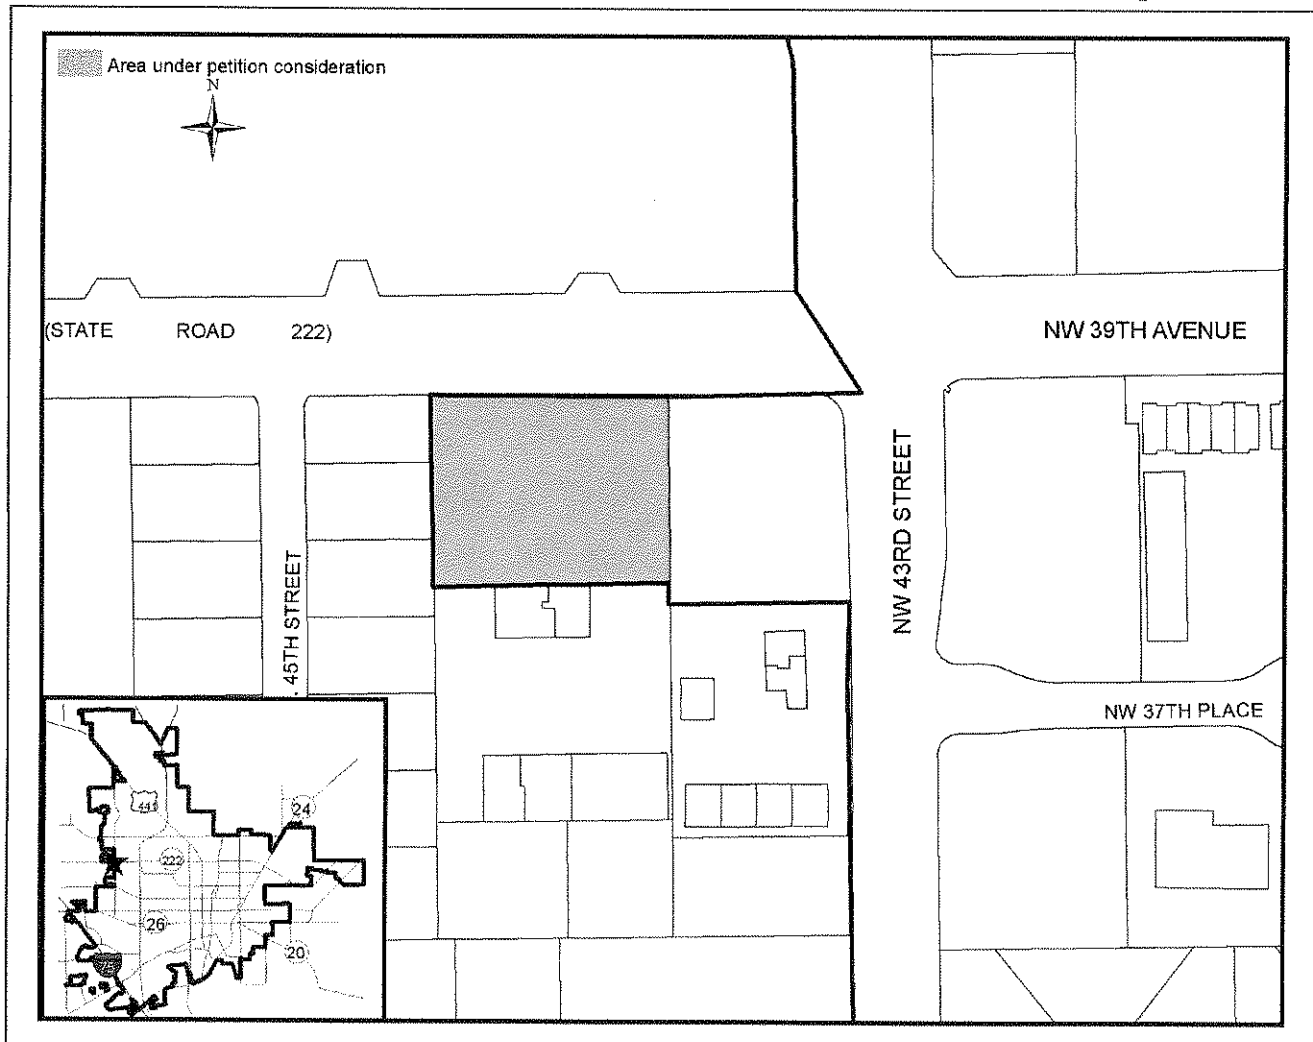 Area under petition consideration
N
(STATE ROAD 222)
NW 39TH AVENUE
NW 43RD STREET
. 45TH STREET
NW 37TH PLACE
441
24
222
26
20